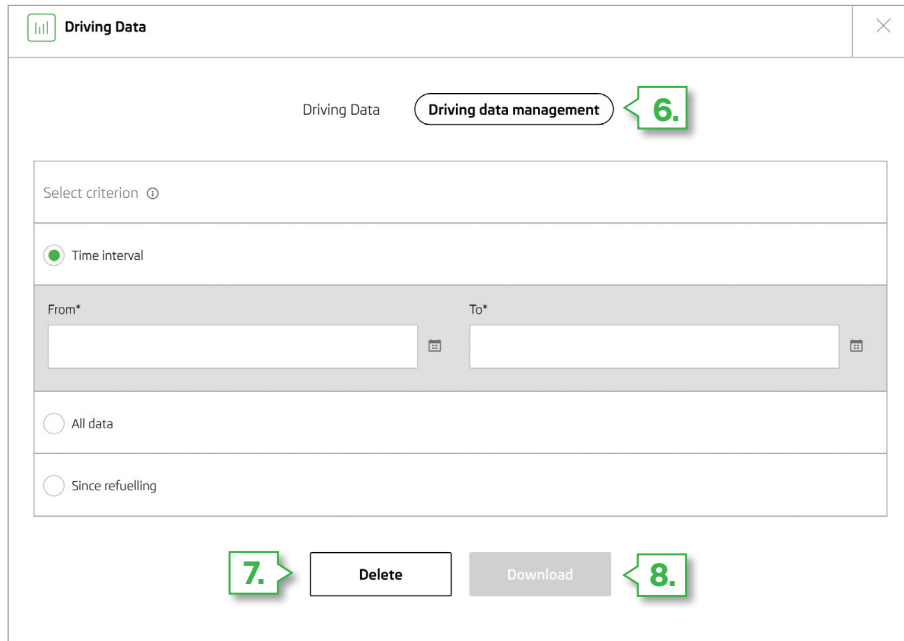 Driving Data
Driving Data Driving data management 6.
Select criterion
Time interval
From* To*
All data
Since refuelling
7. Delete Download 8.